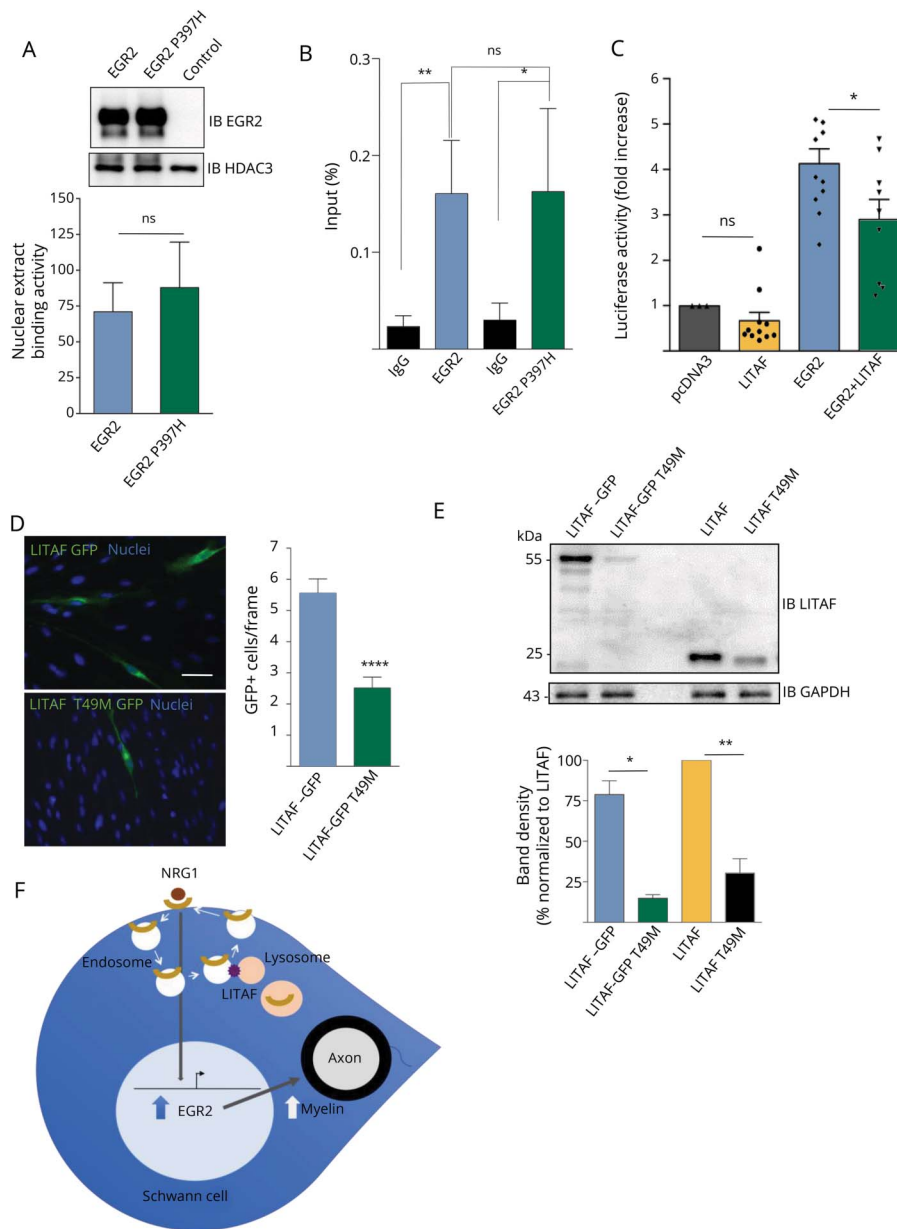 A
EGR2
EGR2 P397H
Control
IB EGR2
IB HDAC3
Nuclear extract
binding activity
150
125
100
75
50
25
0
ns
EGR2
EGR2 P397H
B
Input (%)
0.3
0.2
0.1
**
ns
*
IgG
EGR2
IgG
EGR2 P397H
C
Luciferase activity (fold increase)
6
5
4
3
2
1
ns
*
pcDNA3
LITAF
EGR2
EGR2+LITAF
D
LITAF GFP Nuclei
LITAF T49M GFP Nuclei
GFP+ cells/frame
7
6
5
4
3
2
1
****
LITAF –GFP
LITAF-GFP T49M
E
LITAF –GFP
LITAF-GFP T49M
LITAF
LITAF T49M
kDa
55
25
43
IB LITAF
IB GAPDH
Band density
(% normalized to LITAF)
100
75
50
25
*
**
LITAF –GFP
LITAF-GFP T49M
LITAF
LITAF T49M
F
NRG1
Endosome
Lysosome
LITAF
Axon
EGR2
Myelin
Schwann cell